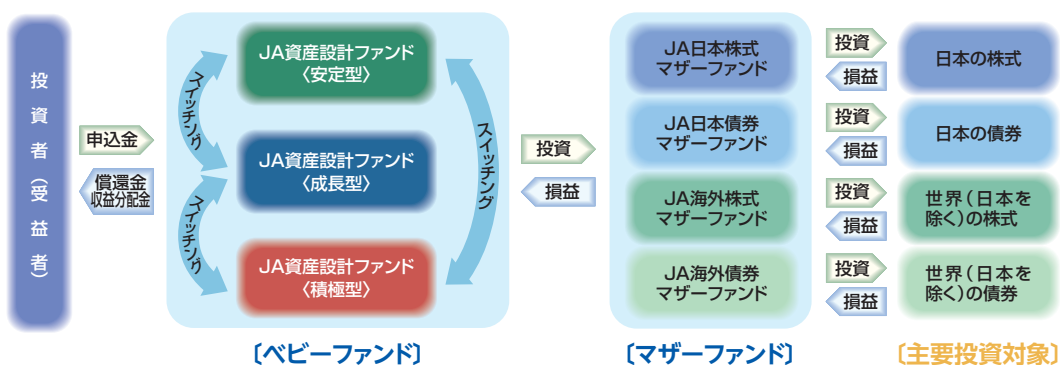 投資者（受益者）
申込金
償還金
収益分配金
JA資産設計ファンド
〈安定型〉
スイッチング
JA資産設計ファンド
〈成長型〉
スイッチング
スイッチング
JA資産設計ファンド
〈積極型〉
〔ベビーファンド〕
投資
損益
JA日本株式
マザーファンド
JA日本債券
マザーファンド
JA海外株式
マザーファンド
JA海外債券
マザーファンド
〔マザーファンド〕
投資
損益
日本の株式
投資
損益
日本の債券
投資
損益
世界（日本を
除く）の株式
投資
損益
世界（日本を
除く）の債券
〔主要投資対象〕